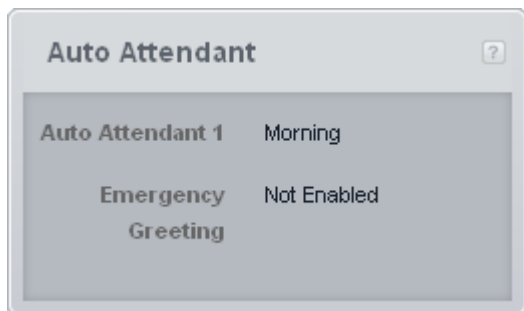 Auto Attendant ?
Auto Attendant 1 Morning
Emergency Not Enabled
Greeting